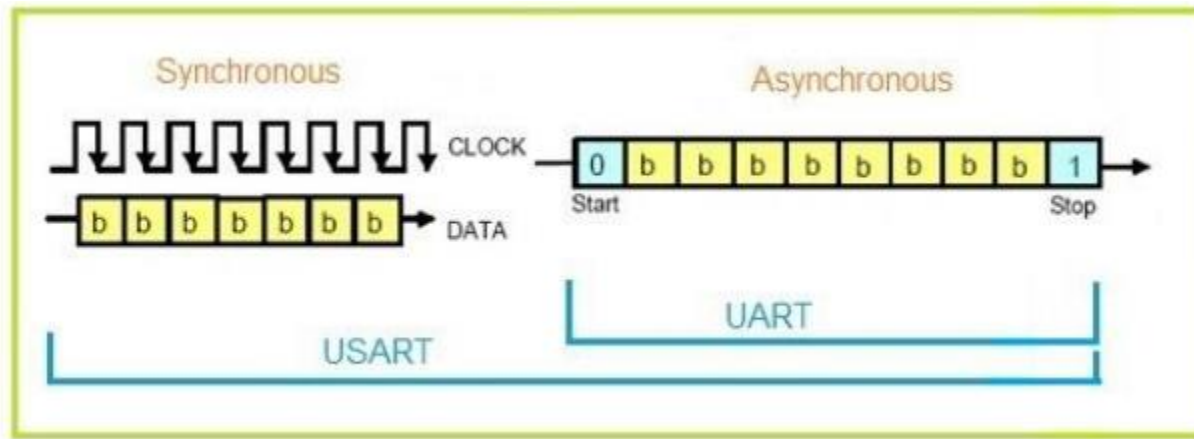 Synchronous
CLOCK
b b b b b b b
DATA
Asynchronous
0 b b b b b b b b 1
Start Stop
UART
USART